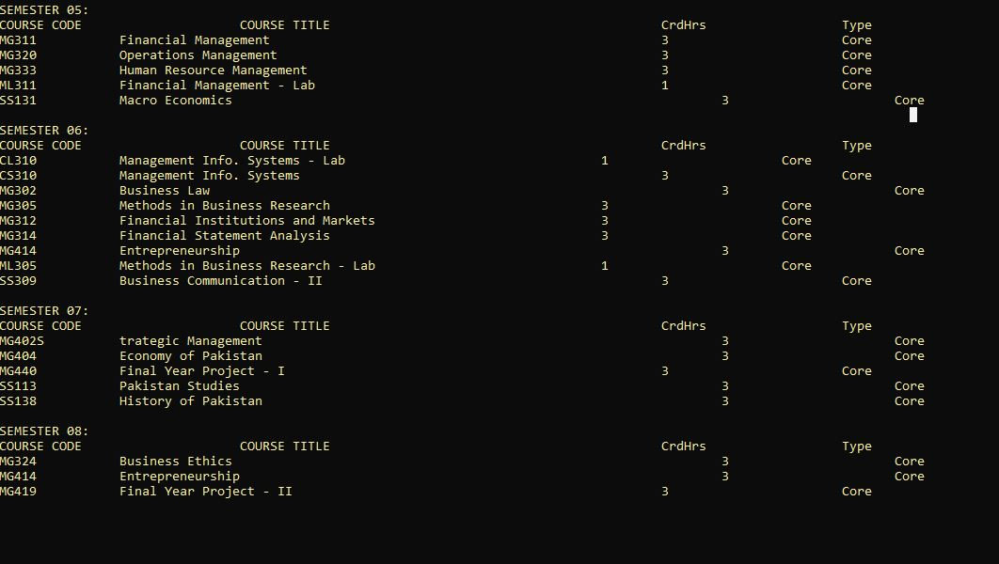 SEMESTER 05:
COURSE CODE COURSE TITLE CrdHrs Type
MG311 Financial Management 3 Core
MG320 Operations Management 3 Core
MG333 Human Resource Management 3 Core
ML311 Financial Management - Lab 1 Core
SS131 Macro Economics 3 Core
SEMESTER 06:
COURSE CODE COURSE TITLE CrdHrs Type
CL310 Management Info. Systems - Lab 1 Core
CS310 Management Info. Systems 3 Core
MG302 Business Law 3 Core
MG305 Methods in Business Research 3 Core
MG312 Financial Institutions and Markets 3 Core
MG314 Financial Statement Analysis 3 Core
MG414 Entrepreneurship 3 Core
ML305 Methods in Business Research - Lab 1 Core
SS309 Business Communication - II 3 Core
SEMESTER 07:
COURSE CODE COURSE TITLE CrdHrs Type
MG402S trategic Management 3 Core
MG404 Economy of Pakistan 3 Core
MG440 Final Year Project - I 3 Core
SS113 Pakistan Studies 3 Core
SS138 History of Pakistan 3 Core
SEMESTER 08:
COURSE CODE COURSE TITLE CrdHrs Type
MG324 Business Ethics 3 Core
MG414 Entrepreneurship 3 Core
MG419 Final Year Project - II 3 Core